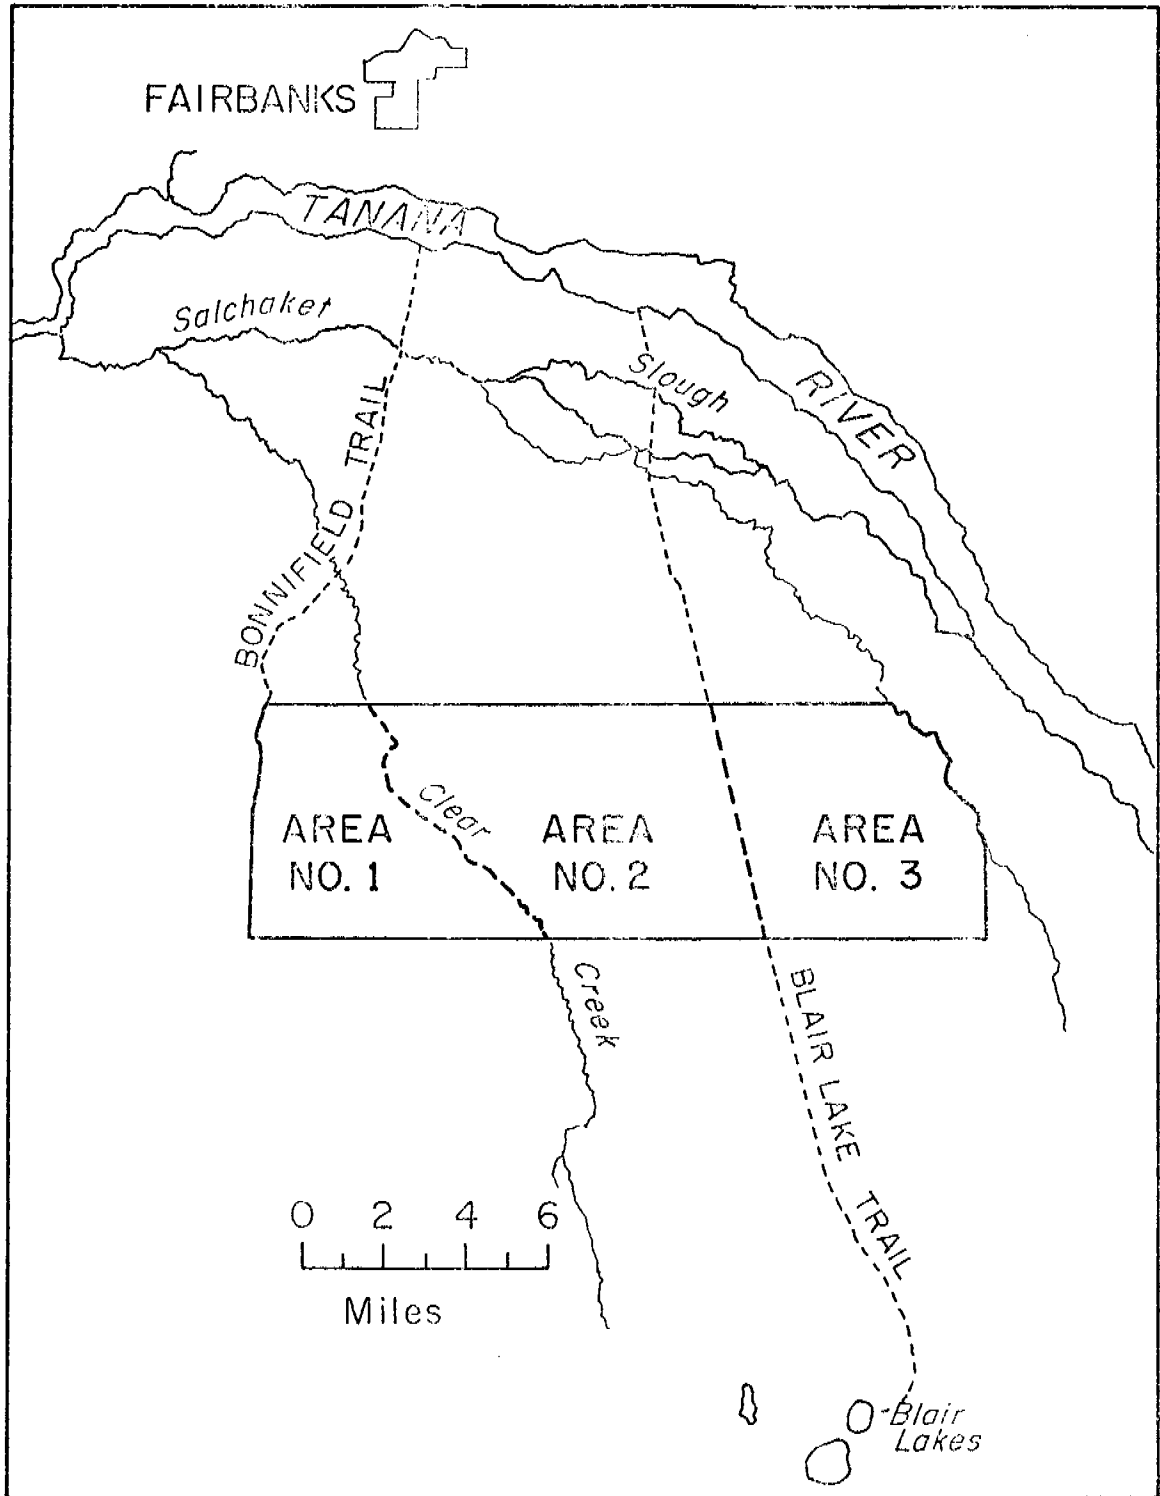 FAIRBANKS
TANANA
Salchaket
Slough
RIVER
BONNIFIELD TRAIL
Clear
AREA
NO. 1
AREA
NO. 2
AREA
NO. 3
Creek
BLAIR LAKE TRAIL
0 2 4 6
Miles
Blair
Lakes